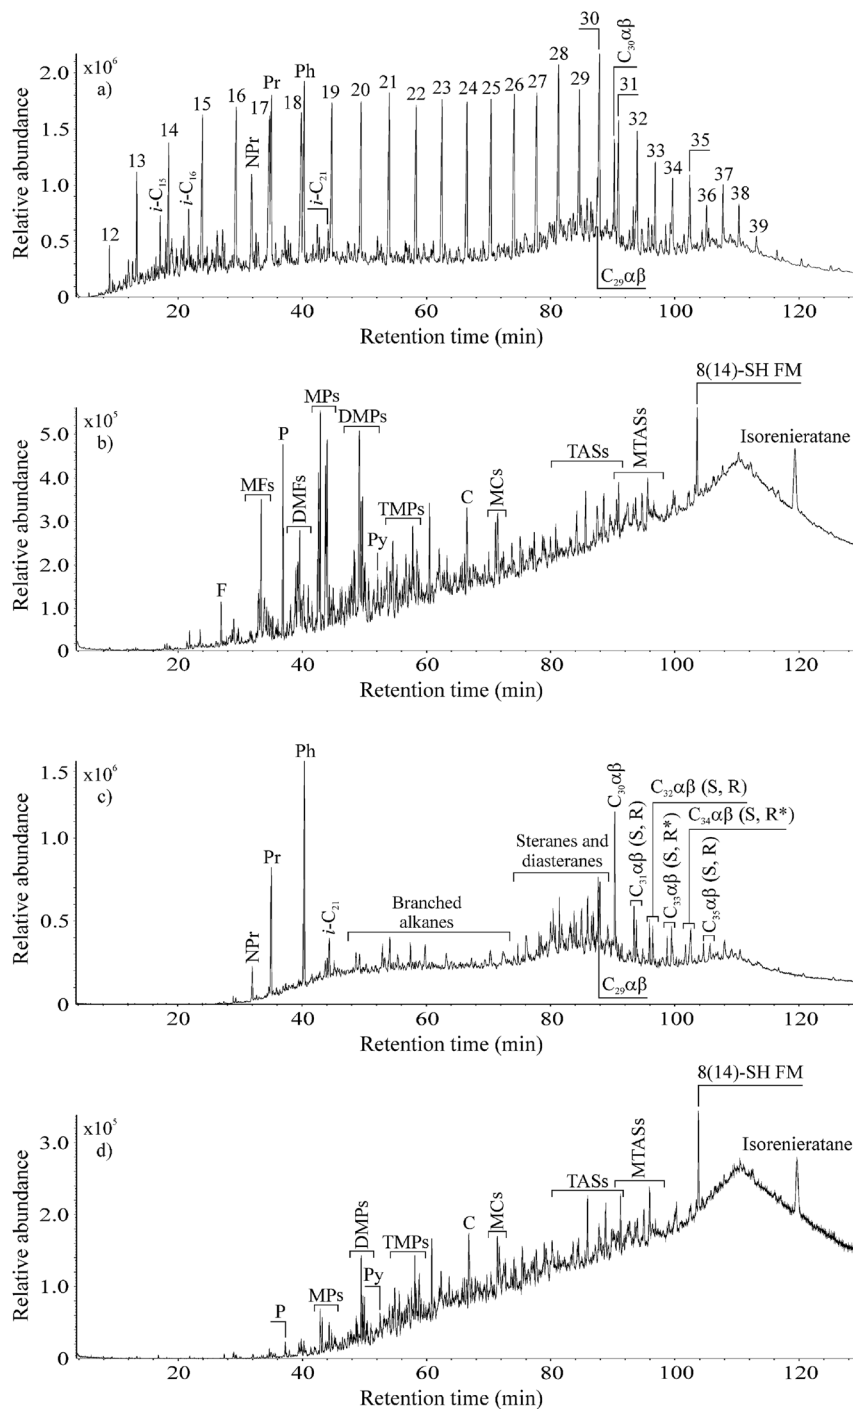 x10⁶
a)
2.0
1.5
1.0
0.5
0
Relative abundance
12
13
i-C₁₅
14
i-C₁₆
15
16
NPr
17
Pr
18
Ph
i-C₂₁
19
20
21
22
23
24
25
26
27
28
29
30
C₂₉αβ
C₃₀αβ
31
32
33
34
35
36
37
38
39
20
40
60
80
100
120
Retention time (min)
x10⁵
b)
5.0
4.0
3.0
2.0
1.0
0
Relative abundance
F
MFs
P
DMFs
MPs
DMPs
Py
TMPs
C
MCs
TASs
MTASs
8(14)-SH FM
Isorenieratane
20
40
60
80
100
120
Retention time (min)
x10⁶
c)
1.5
1.0
0.5
0
Relative abundance
NPr
Pr
Ph
i-C₂₁
Branched
alkanes
Steranes and
diasteranes
C₂₉αβ
C₃₀αβ
C₃₁αβ (S, R)
C₃₂αβ (S, R)
C₃₃αβ (S, R*)
C₃₄αβ (S, R*)
C₃₅αβ (S, R)
20
40
60
80
100
120
Retention time (min)
x10⁵
d)
3.0
2.0
1.0
0
Relative abundance
P
MPs
DMPs
Py
TMPs
C
MCs
TASs
MTASs
8(14)-SH FM
Isorenieratane
20
40
60
80
100
120
Retention time (min)